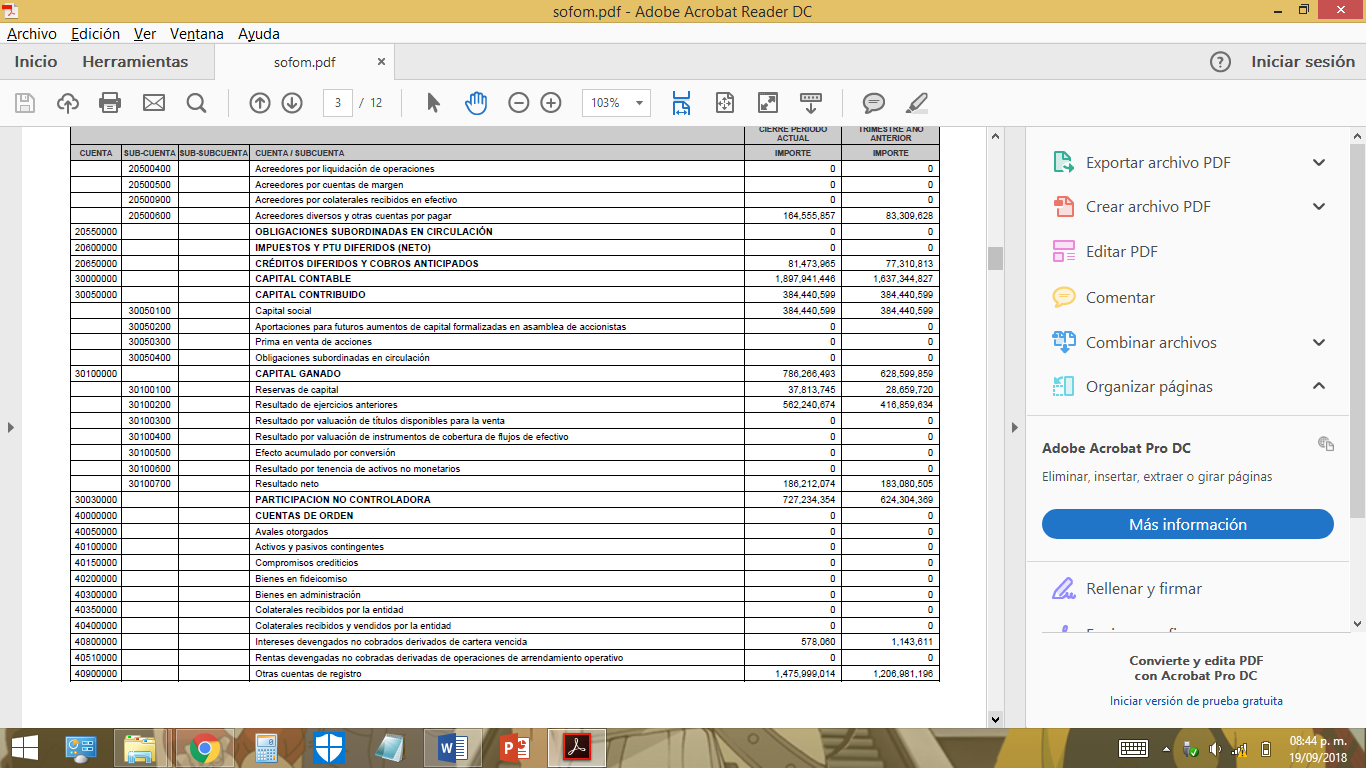 sofom.pdf - Adobe Acrobat Reader DC
Archivo Edición Ver Ventana Ayuda
Inicio Herramientas sofom.pdf × ? Iniciar sesión
3 / 12 103%
CIERRE PERIODO ACTUAL TRIMESTRE AÑO ANTERIOR
CUENTA SUB-CUENTA SUB-SUBCUENTA CUENTA / SUBCUENTA IMPORTE IMPORTE
20500400 Acreedores por liquidación de operaciones 0 0
20500500 Acreedores por cuentas de margen 0 0
20500900 Acreedores por colaterales recibidos en efectivo 0 0
20500600 Acreedores diversos y otras cuentas por pagar 164,555,857 83,309,628
20550000 OBLIGACIONES SUBORDINADAS EN CIRCULACIÓN 0 0
20600000 IMPUESTOS Y PTU DIFERIDOS (NETO) 0 0
20650000 CRÉDITOS DIFERIDOS Y COBROS ANTICIPADOS 81,473,965 77,310,813
30000000 CAPITAL CONTABLE 1,897,941,446 1,637,344,827
30050000 CAPITAL CONTRIBUIDO 384,440,599 384,440,599
30050100 Capital social 384,440,599 384,440,599
30050200 Aportaciones para futuros aumentos de capital formalizadas en asamblea de accionistas 0 0
30050300 Prima en venta de acciones 0 0
30050400 Obligaciones subordinadas en circulación 0 0
30100000 CAPITAL GANADO 786,266,493 628,599,859
30100100 Reservas de capital 37,813,745 28,659,720
30100200 Resultado de ejercicios anteriores 562,240,674 416,859,634
30100300 Resultado por valuación de títulos disponibles para la venta 0 0
30100400 Resultado por valuación de instrumentos de cobertura de flujos de efectivo 0 0
30100500 Efecto acumulado por conversión 0 0
30100600 Resultado por tenencia de activos no monetarios 0 0
30100700 Resultado neto 186,212,074 183,080,505
30030000 PARTICIPACION NO CONTROLADORA 727,234,354 624,304,369
40000000 CUENTAS DE ORDEN 0 0
40050000 Avales otorgados 0 0
40100000 Activos y pasivos contingentes 0 0
40150000 Compromisos crediticios 0 0
40200000 Bienes en fideicomiso 0 0
40300000 Bienes en administración 0 0
40350000 Colaterales recibidos por la entidad 0 0
40400000 Colaterales recibidos y vendidos por la entidad 0 0
40800000 Intereses devengados no cobrados derivados de cartera vencida 578,060 1,143,611
40510000 Rentas devengadas no cobradas derivadas de operaciones de arrendamiento operativo 0 0
40900000 Otras cuentas de registro 1,475,999,014 1,206,981,196
Exportar archivo PDF
Crear archivo PDF
Editar PDF
Comentar
Combinar archivos
Organizar páginas
Adobe Acrobat Pro DC
Eliminar, insertar, extraer o girar páginas
Más información
Rellenar y firmar
Convierte y edita PDF
con Acrobat Pro DC
Iniciar versión de prueba gratuita
08:44 p. m.
19/09/2018